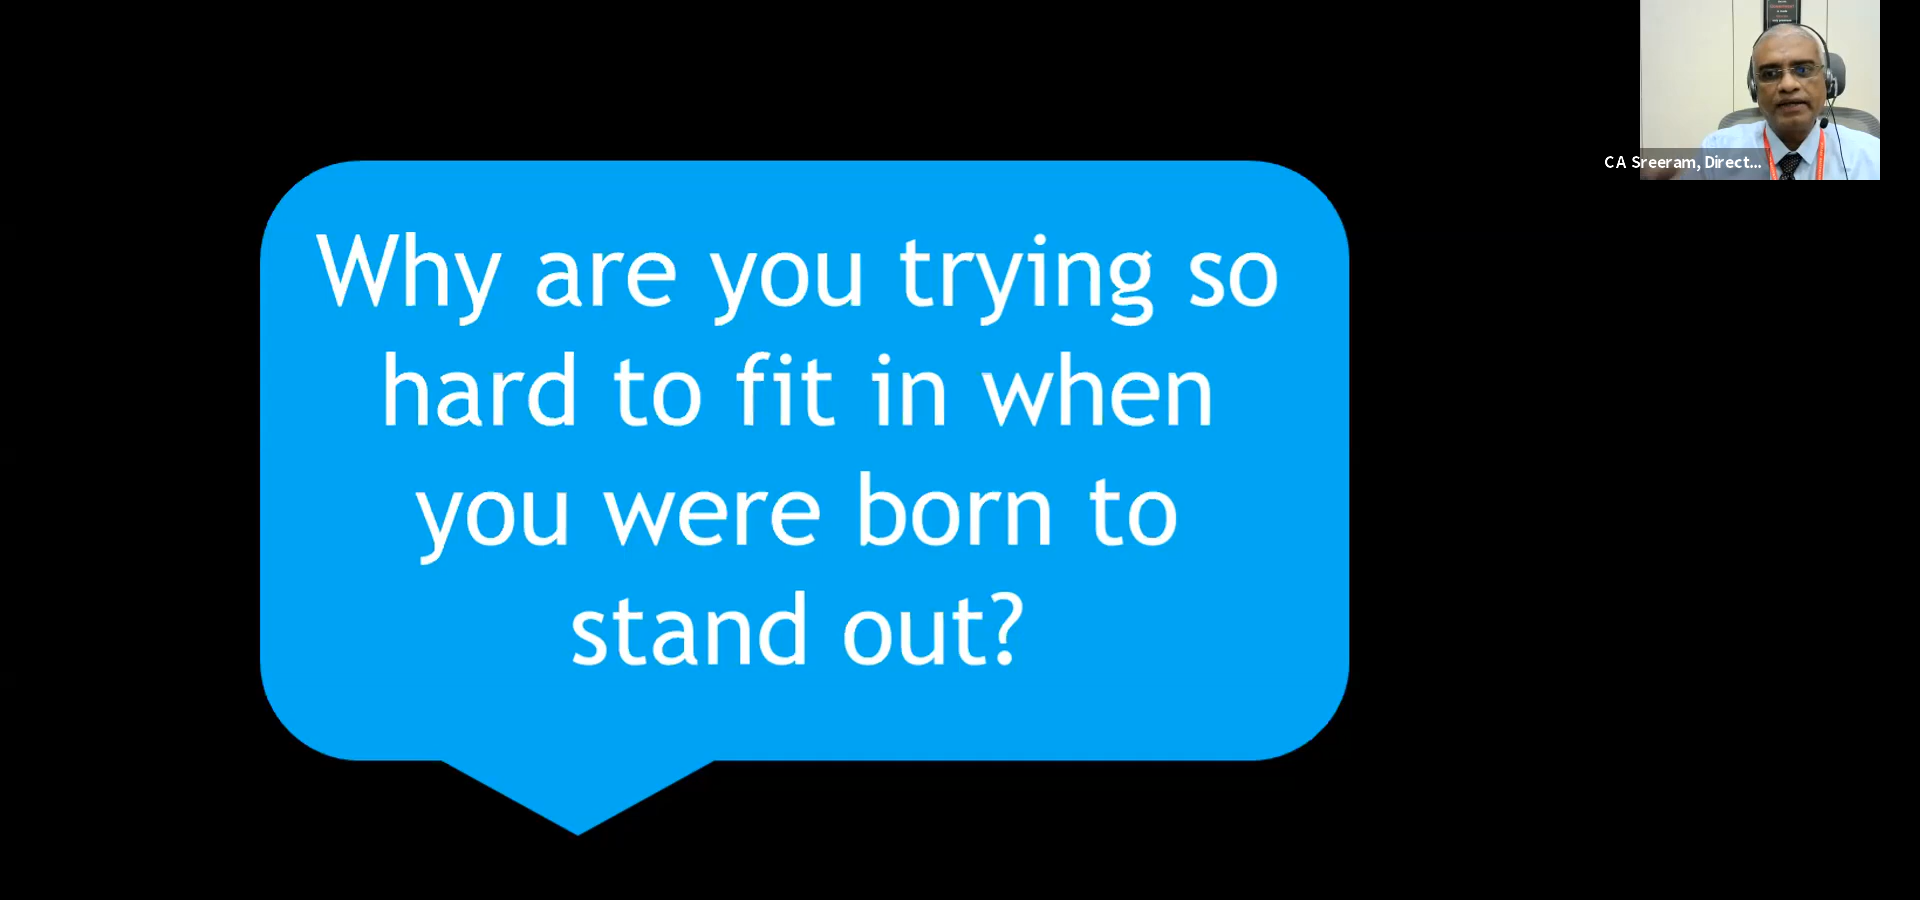 Why are you trying so
hard to fit in when
you were born to
stand out?
CA Sreeram, Direct...